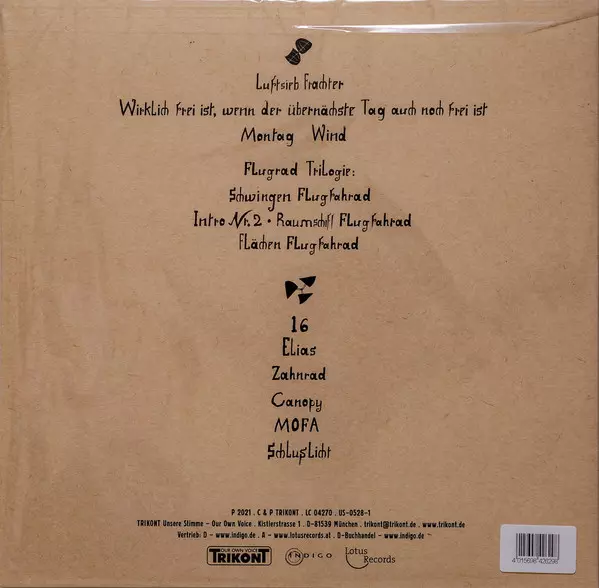 Luftsieb Frachter
Wirklich frei ist, wenn der übernächste Tag auch noch frei ist
Montag Wind
Flugrad Trilogie:
Schwingen Flugfahrad
Intro Nr. 2 • Raumschiff Flugfahrad
Flächen Flugfahrad
16
Elias
Zahnrad
Canopy
MOFA
Schlußlicht
P 2021 . C & P TRIKONT . LC 04270 . US-0528-1
TRIKONT Unsere Stimme – Our Own Voice . Kistlerstrasse 1 . D-81539 München . trikont@trikont.de . www.trikont.de
Vertrieb: D – www.indigo.de . A – www.lotusrecords.at . D-Buchhandel – www.indigo.de
OUR OWN VOICE
TRIKONT
INDIGO
Lotus
Records